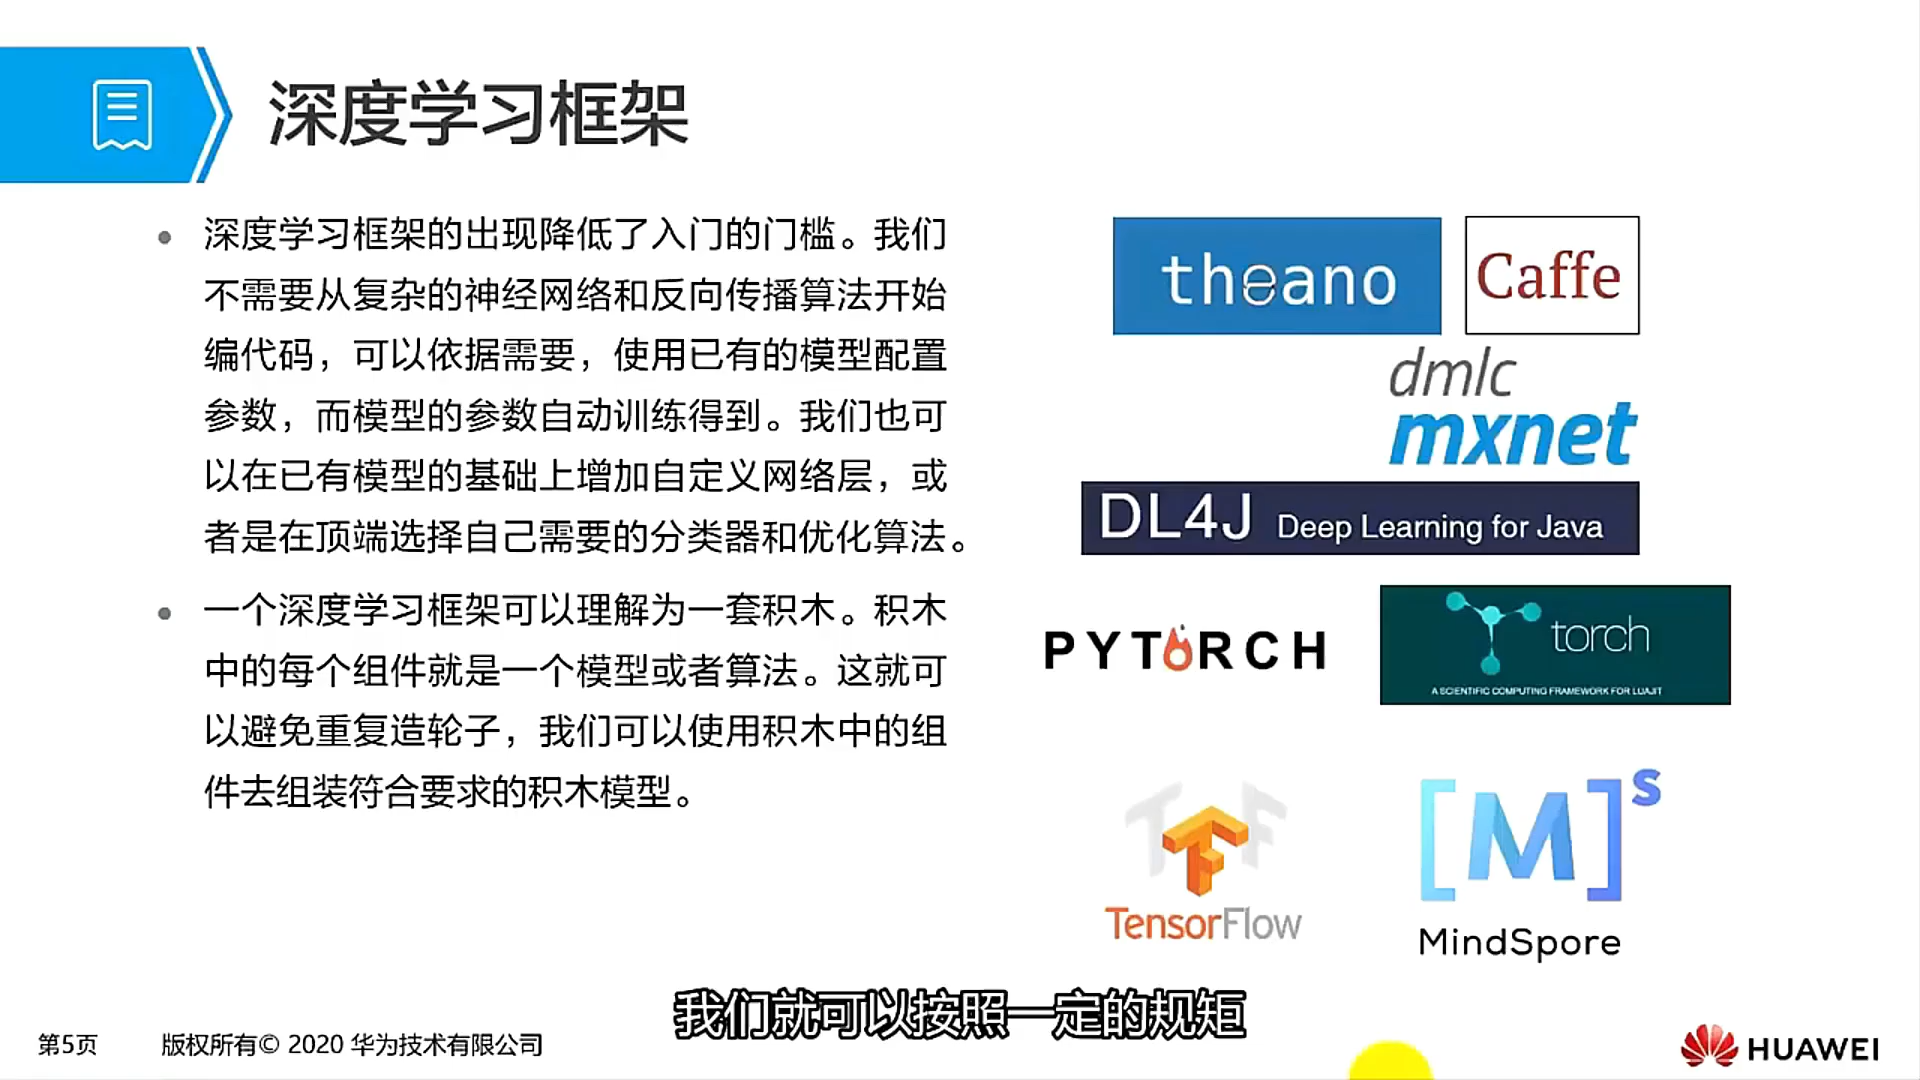 深度学习框架
深度学习框架的出现降低了入门的门槛。我们
不需要从复杂的神经网络和反向传播算法开始
编代码，可以依据需要，使用已有的模型配置
参数，而模型的参数自动训练得到。我们也可
以在已有模型的基础上增加自定义网络层，或
者是在顶端选择自己需要的分类器和优化算法。
一个深度学习框架可以理解为一套积木。积木
中的每个组件就是一个模型或者算法。这就可
以避免重复造轮子，我们可以使用积木中的组
件去组装符合要求的积木模型。
theano
Caffe
dmlc
mxnet
DL4J Deep Learning for Java
PYTORCH
torch
A SCIENTIFIC COMPUTING FRAMEWORK FOR LUAJIT
TF
TensorFlow
[M]s
MindSpore
我们就可以按照一定的规矩
第5页 版权所有© 2020 华为技术有限公司
HUAWEI